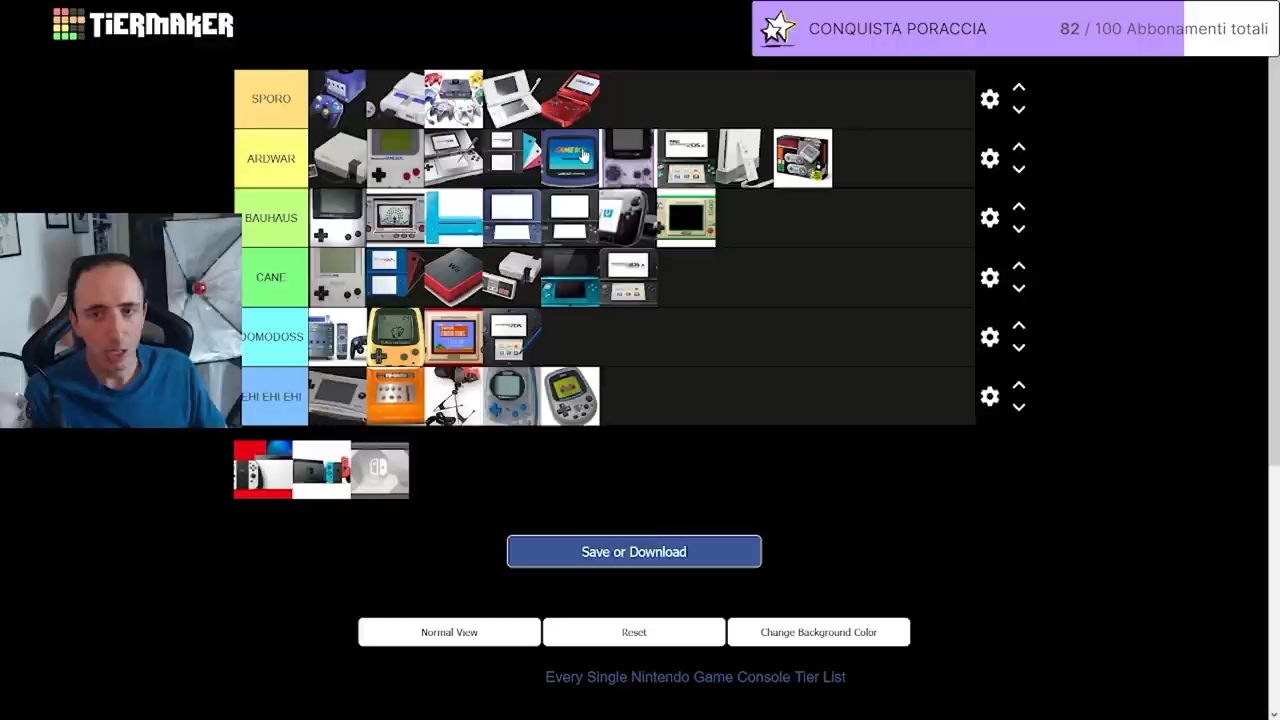 TiERMAKER
CONQUISTA PORACCIA
82 / 100 Abbonamenti totali
SPORO
ARDWAR
BAUHAUS
CANE
DOMODOSS
EHI EHI EHI
Save or Download
Normal View
Reset
Change Background Color
Every Single Nintendo Game Console Tier List